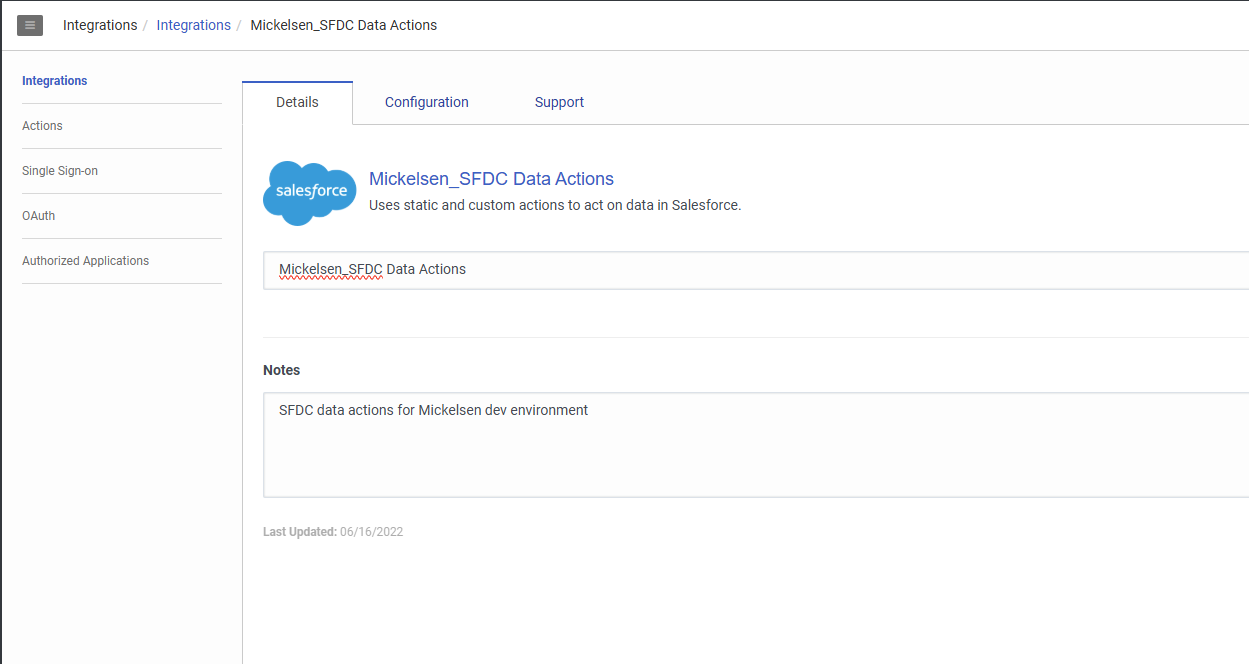 Integrations / Integrations / Mickelsen_SFDC Data Actions
Integrations
Actions
Single Sign-on
OAuth
Authorized Applications
Details Configuration Support
salesforce
Mickelsen_SFDC Data Actions
Uses static and custom actions to act on data in Salesforce.
Mickelsen_SFDC Data Actions
Notes
SFDC data actions for Mickelsen dev environment
Last Updated: 06/16/2022